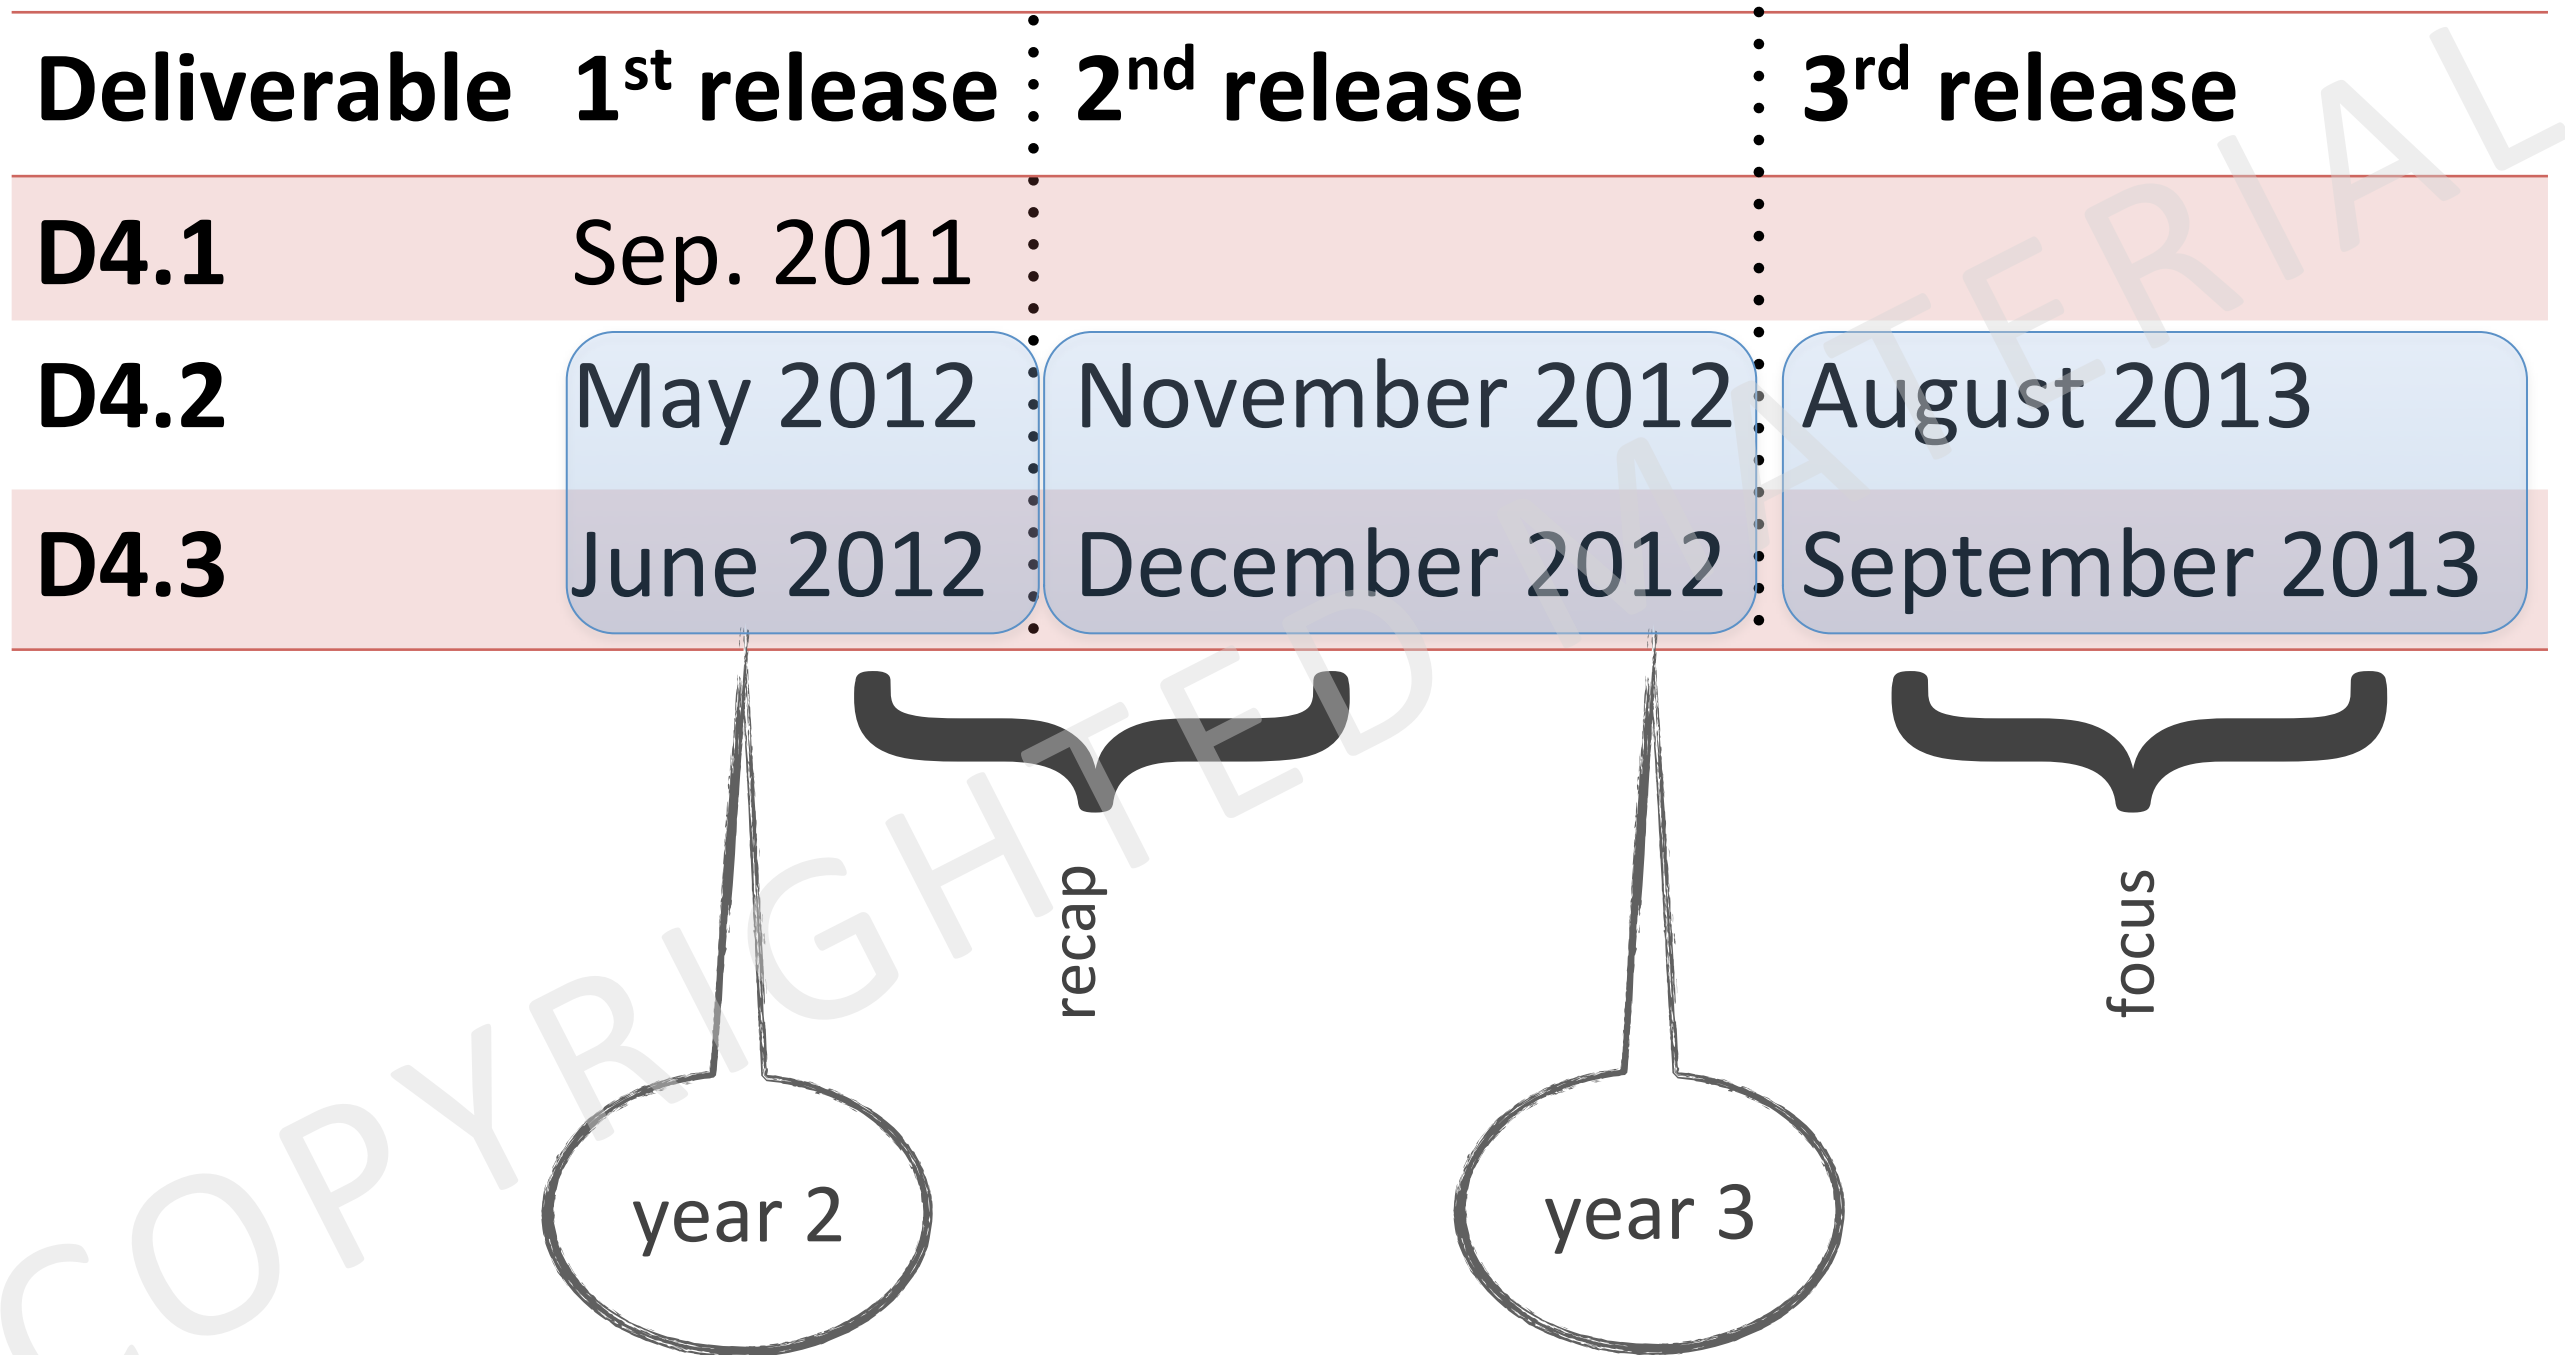 Deliverable 1st release 2nd release 3rd release
D4.1 Sep. 2011
D4.2 May 2012 November 2012 August 2013
D4.3 June 2012 December 2012 September 2013
recap
focus
year 2
year 3
COPYRIGHTED MATERIAL